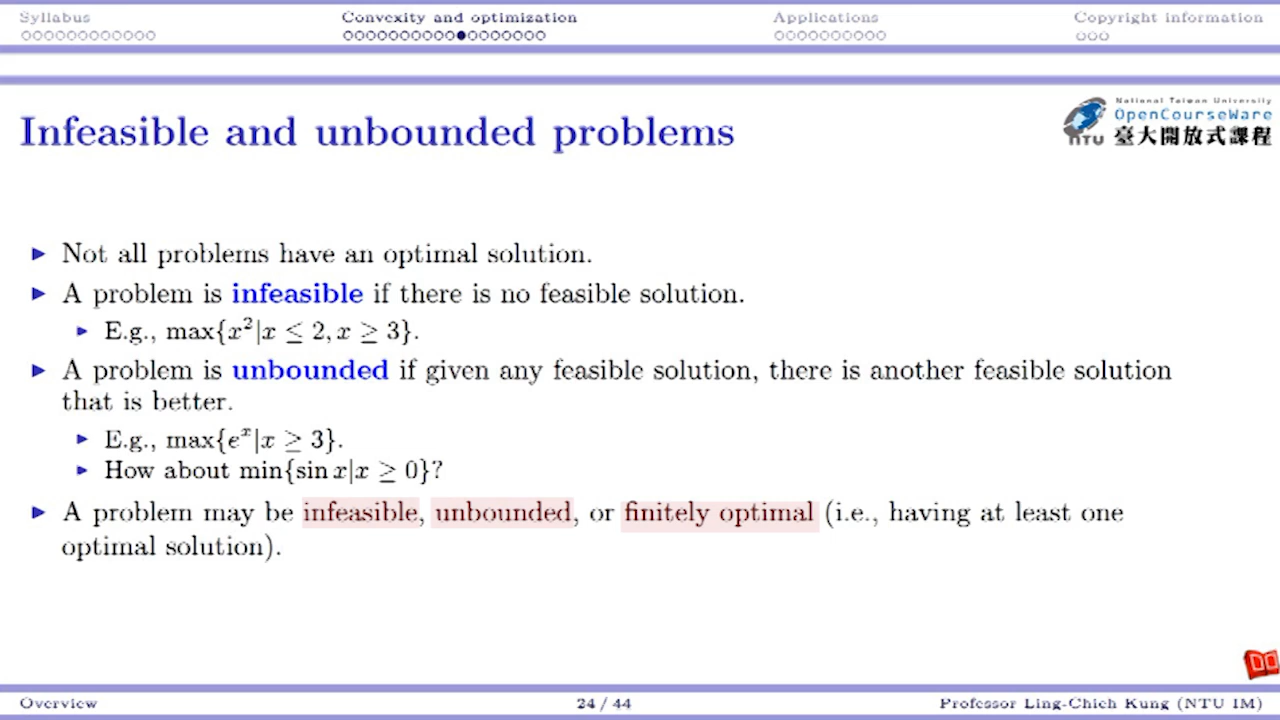 Syllabus
Convexity and optimization
Applications
Copyright information
Infeasible and unbounded problems
National Taiwan University
OpenCourseWare
NTU 臺大開放式課程
Not all problems have an optimal solution.
A problem is infeasible if there is no feasible solution.
E.g., max{x²|x ≤ 2, x ≥ 3}.
A problem is unbounded if given any feasible solution, there is another feasible solution
that is better.
E.g., max{eˣ|x ≥ 3}.
How about min{sin x|x ≥ 0}?
A problem may be infeasible, unbounded, or finitely optimal (i.e., having at least one
optimal solution).
Overview
24 / 44
Professor Ling-Chieh Kung (NTU IM)